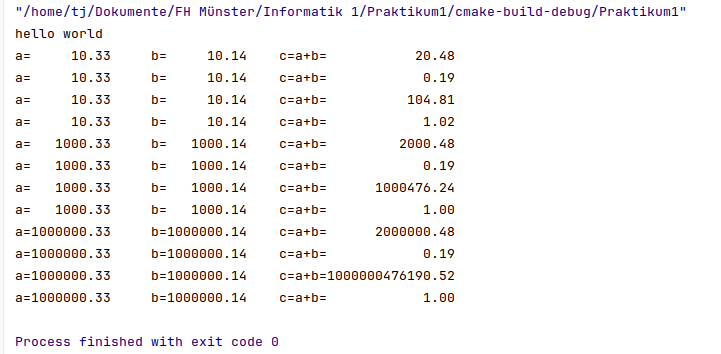 "/home/tj/Dokumente/FH Münster/Informatik 1/Praktikum1/cmake-build-debug/Praktikum1"
hello world
a=     10.33     b=     10.14    c=a+b=           20.48
a=     10.33     b=     10.14    c=a+b=            0.19
a=     10.33     b=     10.14    c=a+b=          104.81
a=     10.33     b=     10.14    c=a+b=            1.02
a=   1000.33     b=   1000.14    c=a+b=         2000.48
a=   1000.33     b=   1000.14    c=a+b=            0.19
a=   1000.33     b=   1000.14    c=a+b=      1000476.24
a=   1000.33     b=   1000.14    c=a+b=            1.00
a=1000000.33     b=1000000.14    c=a+b=      2000000.48
a=1000000.33     b=1000000.14    c=a+b=            0.19
a=1000000.33     b=1000000.14    c=a+b=1000000476190.52
a=1000000.33     b=1000000.14    c=a+b=            1.00
Process finished with exit code 0